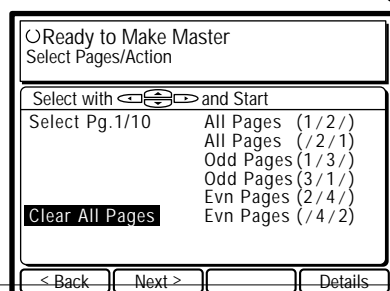 Ready to Make Master
Select Pages/Action
Select with and Start
Select Pg.1/10 All Pages (1/2/)
All Pages (/2/1)
Odd Pages (1/3/)
Odd Pages (3/1/)
Evn Pages (2/4/)
Clear All Pages Evn Pages (/4/2)
< Back Next > Details